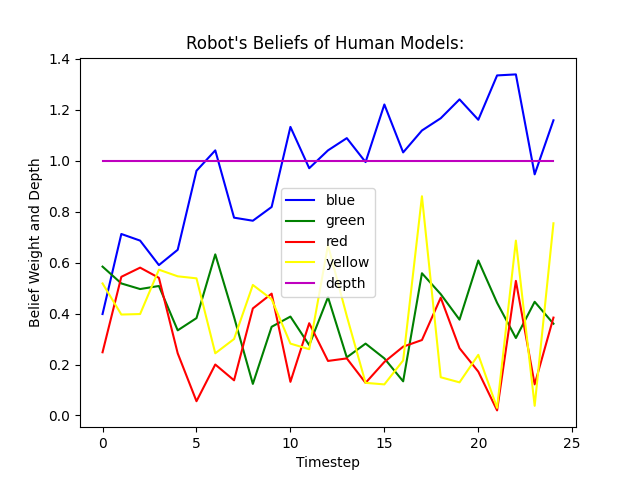 Robot's Beliefs of Human Models:
Belief Weight and Depth
1.4
1.2
1.0
0.8
0.6
0.4
0.2
0.0
blue
green
red
yellow
depth
0 5 10 15 20 25
Timestep